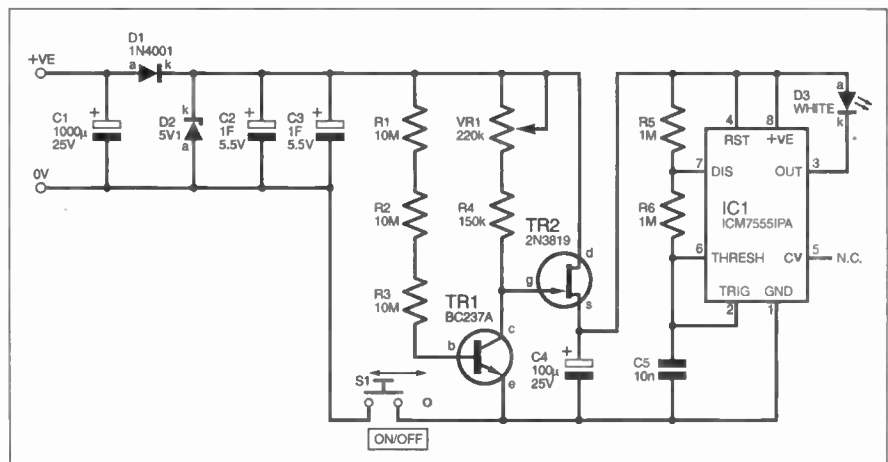 D1
1N4001
+VE
a
k
C1
1000µ
25V
+
k
D2
5V1
a
+
C2
1F
5.5V
+
C3
1F
5.5V
0V
R1
10M
R2
10M
R3
10M
VR1
220k
R4
150k
TR1
BC237A
b
c
e
TR2
2N3819
g
d
s
S1
O
ON/OFF
+
C4
100µ
25V
R5
1M
R6
1M
C5
10n
4
8
RST
+VE
7
DIS
OUT
3
IC1
ICM7555IPA
6
THRESH
CV
5
N.C.
TRIG
GND
2
1
a
D3
WHITE
k